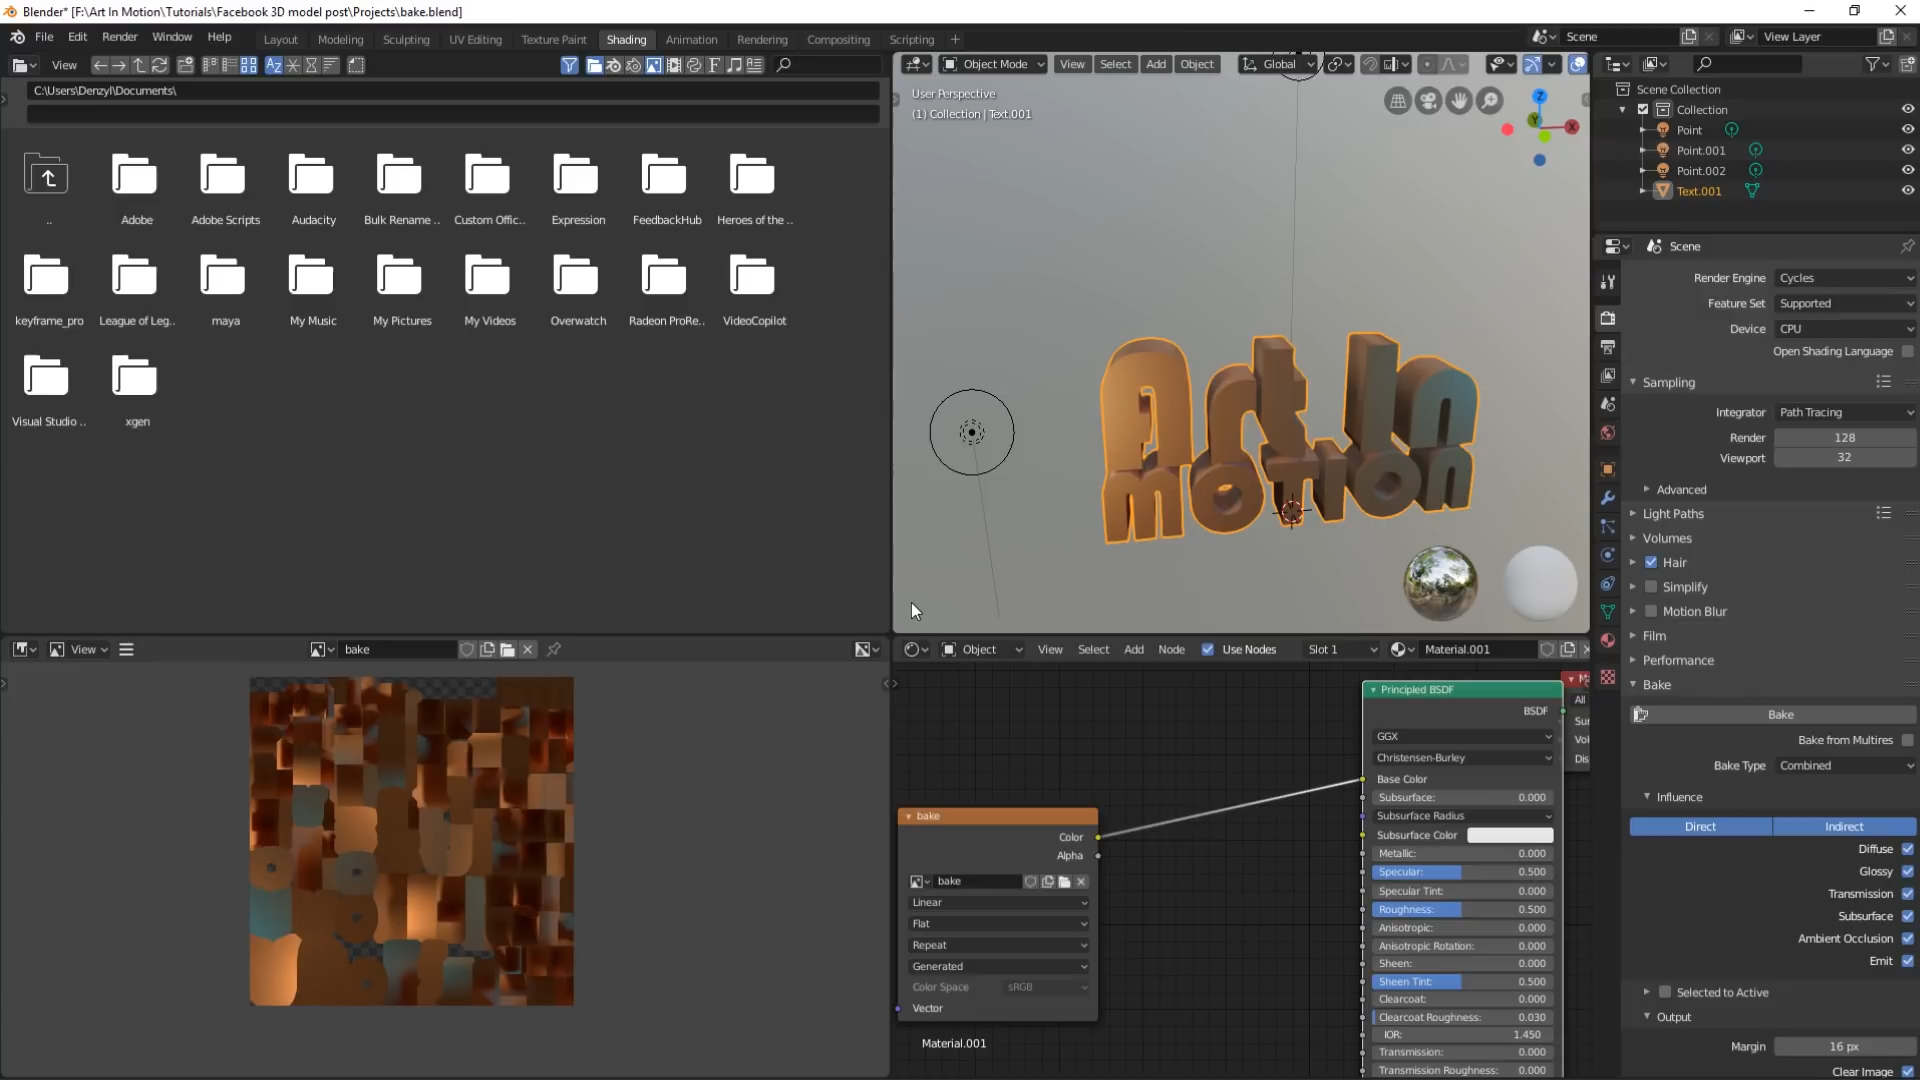 Blender* [F:\Art In Motion\Tutorials\Facebook 3D model post\Projects\bake.blend]
File Edit Render Window Help
Layout Modeling Sculpting UV Editing Texture Paint Shading Animation Rendering Compositing Scripting +
Scene
View Layer
View
C:\Users\Denzyl\Documents\
..
Adobe
Adobe Scripts
Audacity
Bulk Rename ..
Custom Offic..
Expression
FeedbackHub
Heroes of the ..
keyframe_pro
League of Leg..
maya
My Music
My Pictures
My Videos
Overwatch
Radeon ProRe..
VideoCopilot
Visual Studio ..
xgen
Object Mode View Select Add Object Global
User Perspective
(1) Collection | Text.001
Z
Y
X
Art In
motion
Scene Collection
Collection
Point
Point.001
Point.002
Text.001
Scene
Render Engine Cycles
Feature Set Supported
Device CPU
Open Shading Language
Sampling
Integrator Path Tracing
Render 128
Viewport 32
Advanced
Light Paths
Volumes
Hair
Simplify
Motion Blur
Film
Performance
Bake
Bake
Bake from Multires
Bake Type Combined
Influence
Direct Indirect
Diffuse
Glossy
Transmission
Subsurface
Ambient Occlusion
Emit
Selected to Active
Output
Margin 16 px
Clear Image
View
bake
Object View Select Add Node Use Nodes Slot 1 Material.001
bake
Color
Alpha
bake
Linear
Flat
Repeat
Generated
Color Space sRGB
Vector
Material.001
Principled BSDF
BSDF
GGX
Christensen-Burley
Base Color
Subsurface: 0.000
Subsurface Radius
Subsurface Color
Metallic: 0.000
Specular: 0.500
Specular Tint: 0.000
Roughness: 0.500
Anisotropic: 0.000
Anisotropic Rotation: 0.000
Sheen: 0.000
Sheen Tint: 0.500
Clearcoat: 0.000
Clearcoat Roughness: 0.030
IOR: 1.450
Transmission: 0.000
Transmission Roughness: 0.000
All
Sur
Vol
Dis